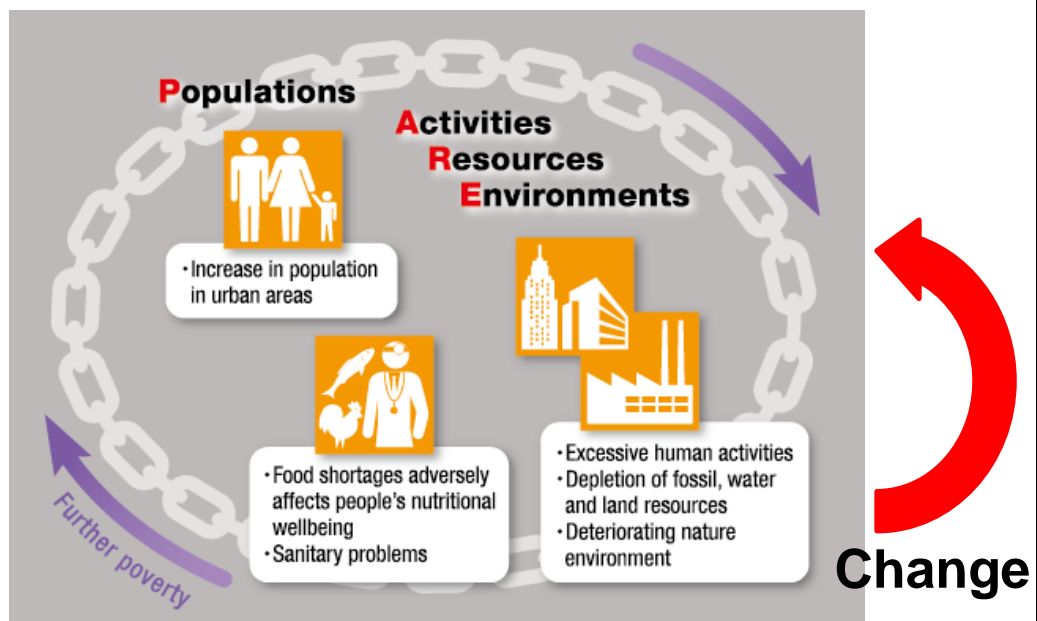 Populations
Activities
Resources
Environments
・Increase in population
in urban areas
・Food shortages adversely
affects people's nutritional
wellbeing
・Sanitary problems
・Excessive human activities
・Depletion of fossil, water
and land resources
・Deteriorating nature
environment
Further poverty
Change